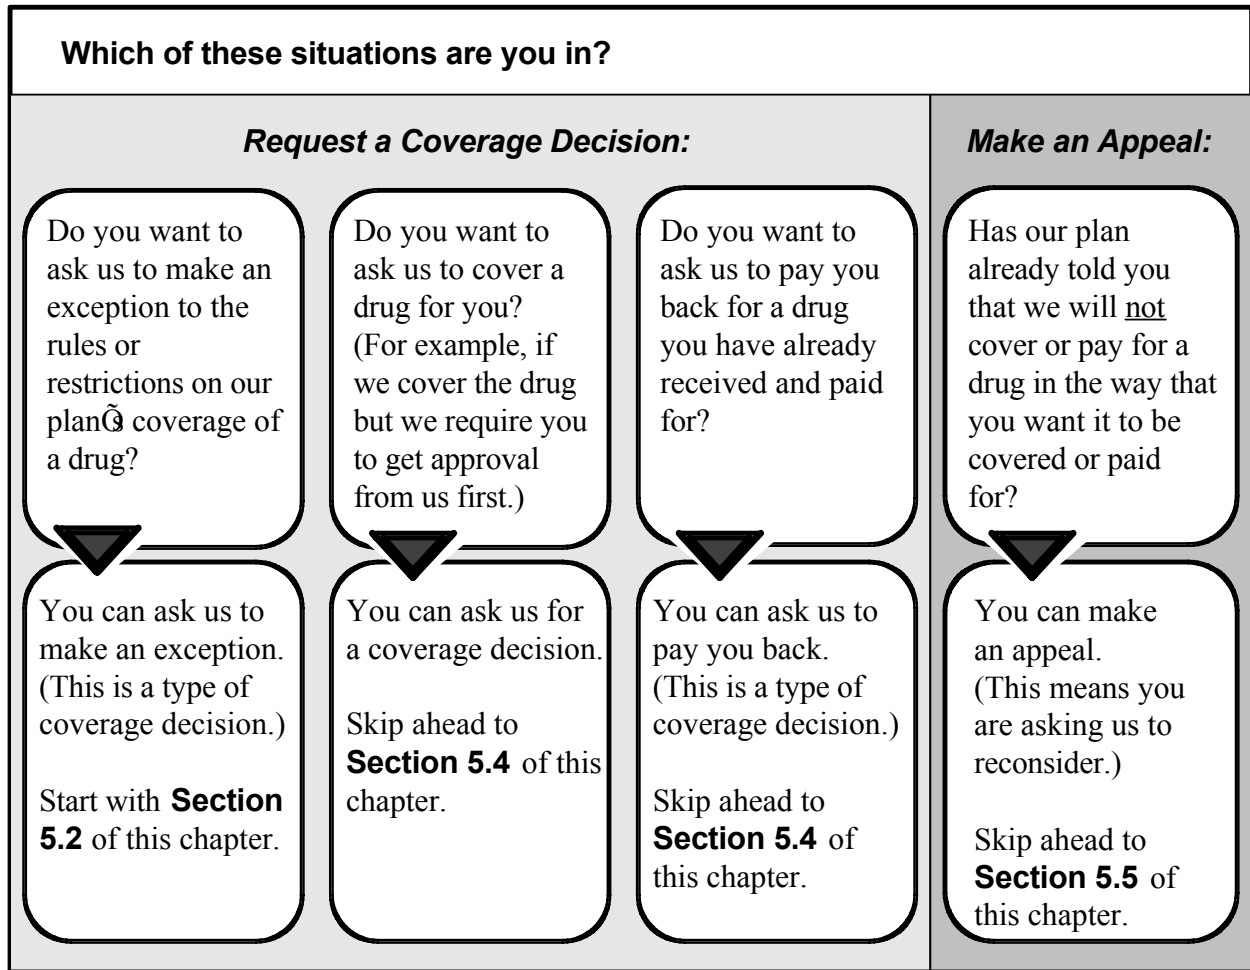 Which of these situations are you in?
Request a Coverage Decision:
Make an Appeal:
Do you want to
ask us to make an
exception to the
rules or
restrictions on our
planÕs coverage of
a drug?
You can ask us to
make an exception.
(This is a type of
coverage decision.)
Start with Section
5.2 of this chapter.
Do you want to
ask us to cover a
drug for you?
(For example, if
we cover the drug
but we require you
to get approval
from us first.)
You can ask us for
a coverage decision.
Skip ahead to
Section 5.4 of this
chapter.
Do you want to
ask us to pay you
back for a drug
you have already
received and paid
for?
You can ask us to
pay you back.
(This is a type of
coverage decision.)
Skip ahead to
Section 5.4 of
this chapter.
Has our plan
already told you
that we will not
cover or pay for a
drug in the way that
you want it to be
covered or paid
for?
You can make
an appeal.
(This means you
are asking us to
reconsider.)
Skip ahead to
Section 5.5 of
this chapter.